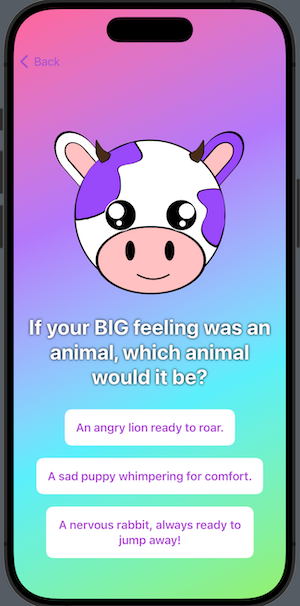 Back
If your BIG feeling was an
animal, which animal
would it be?
An angry lion ready to roar.
A sad puppy whimpering for comfort.
A nervous rabbit, always ready to
jump away!